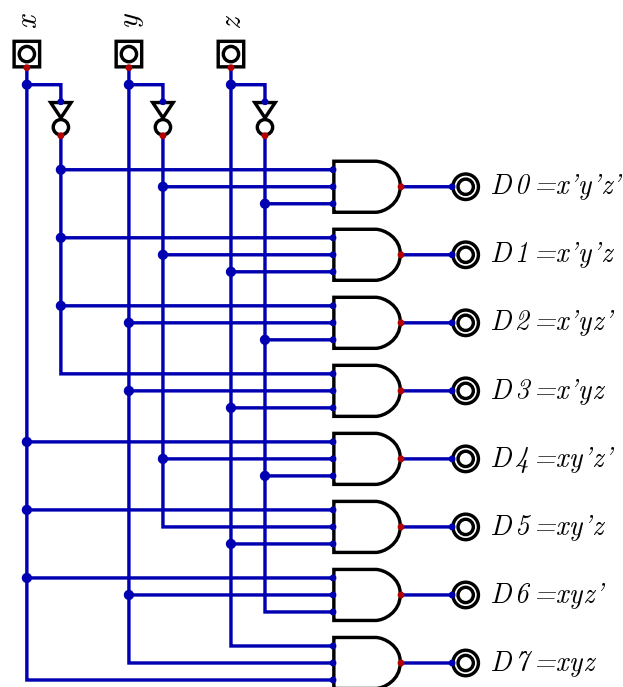 x
y
z
D0=x'y'z'
D1=x'y'z
D2=x'yz'
D3=x'yz
D4=xy'z'
D5=xy'z
D6=xyz'
D7=xyz